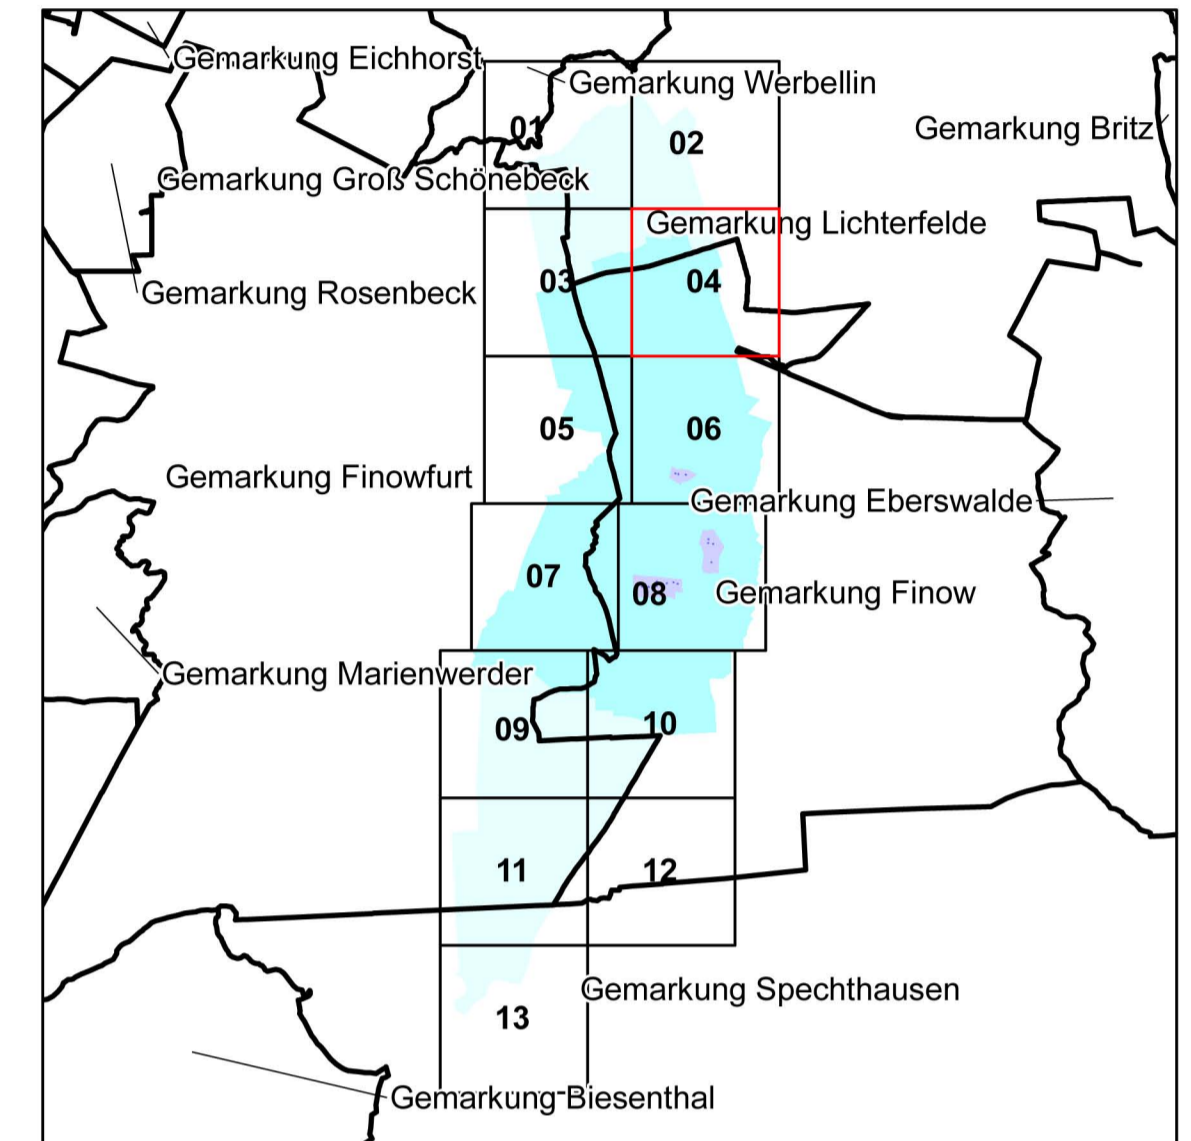 Gemarkung Eichhorst
Gemarkung Werbellin
01
02
Gemarkung Britz
Gemarkung Groß Schönebeck
Gemarkung Lichterfelde
03
04
Gemarkung Rosenbeck
05
06
Gemarkung Finowfurt
Gemarkung Eberswalde
07
08
Gemarkung Finow
Gemarkung Marienwerder
09
10
11
12
Gemarkung Spechthausen
13
Gemarkung Biesenthal